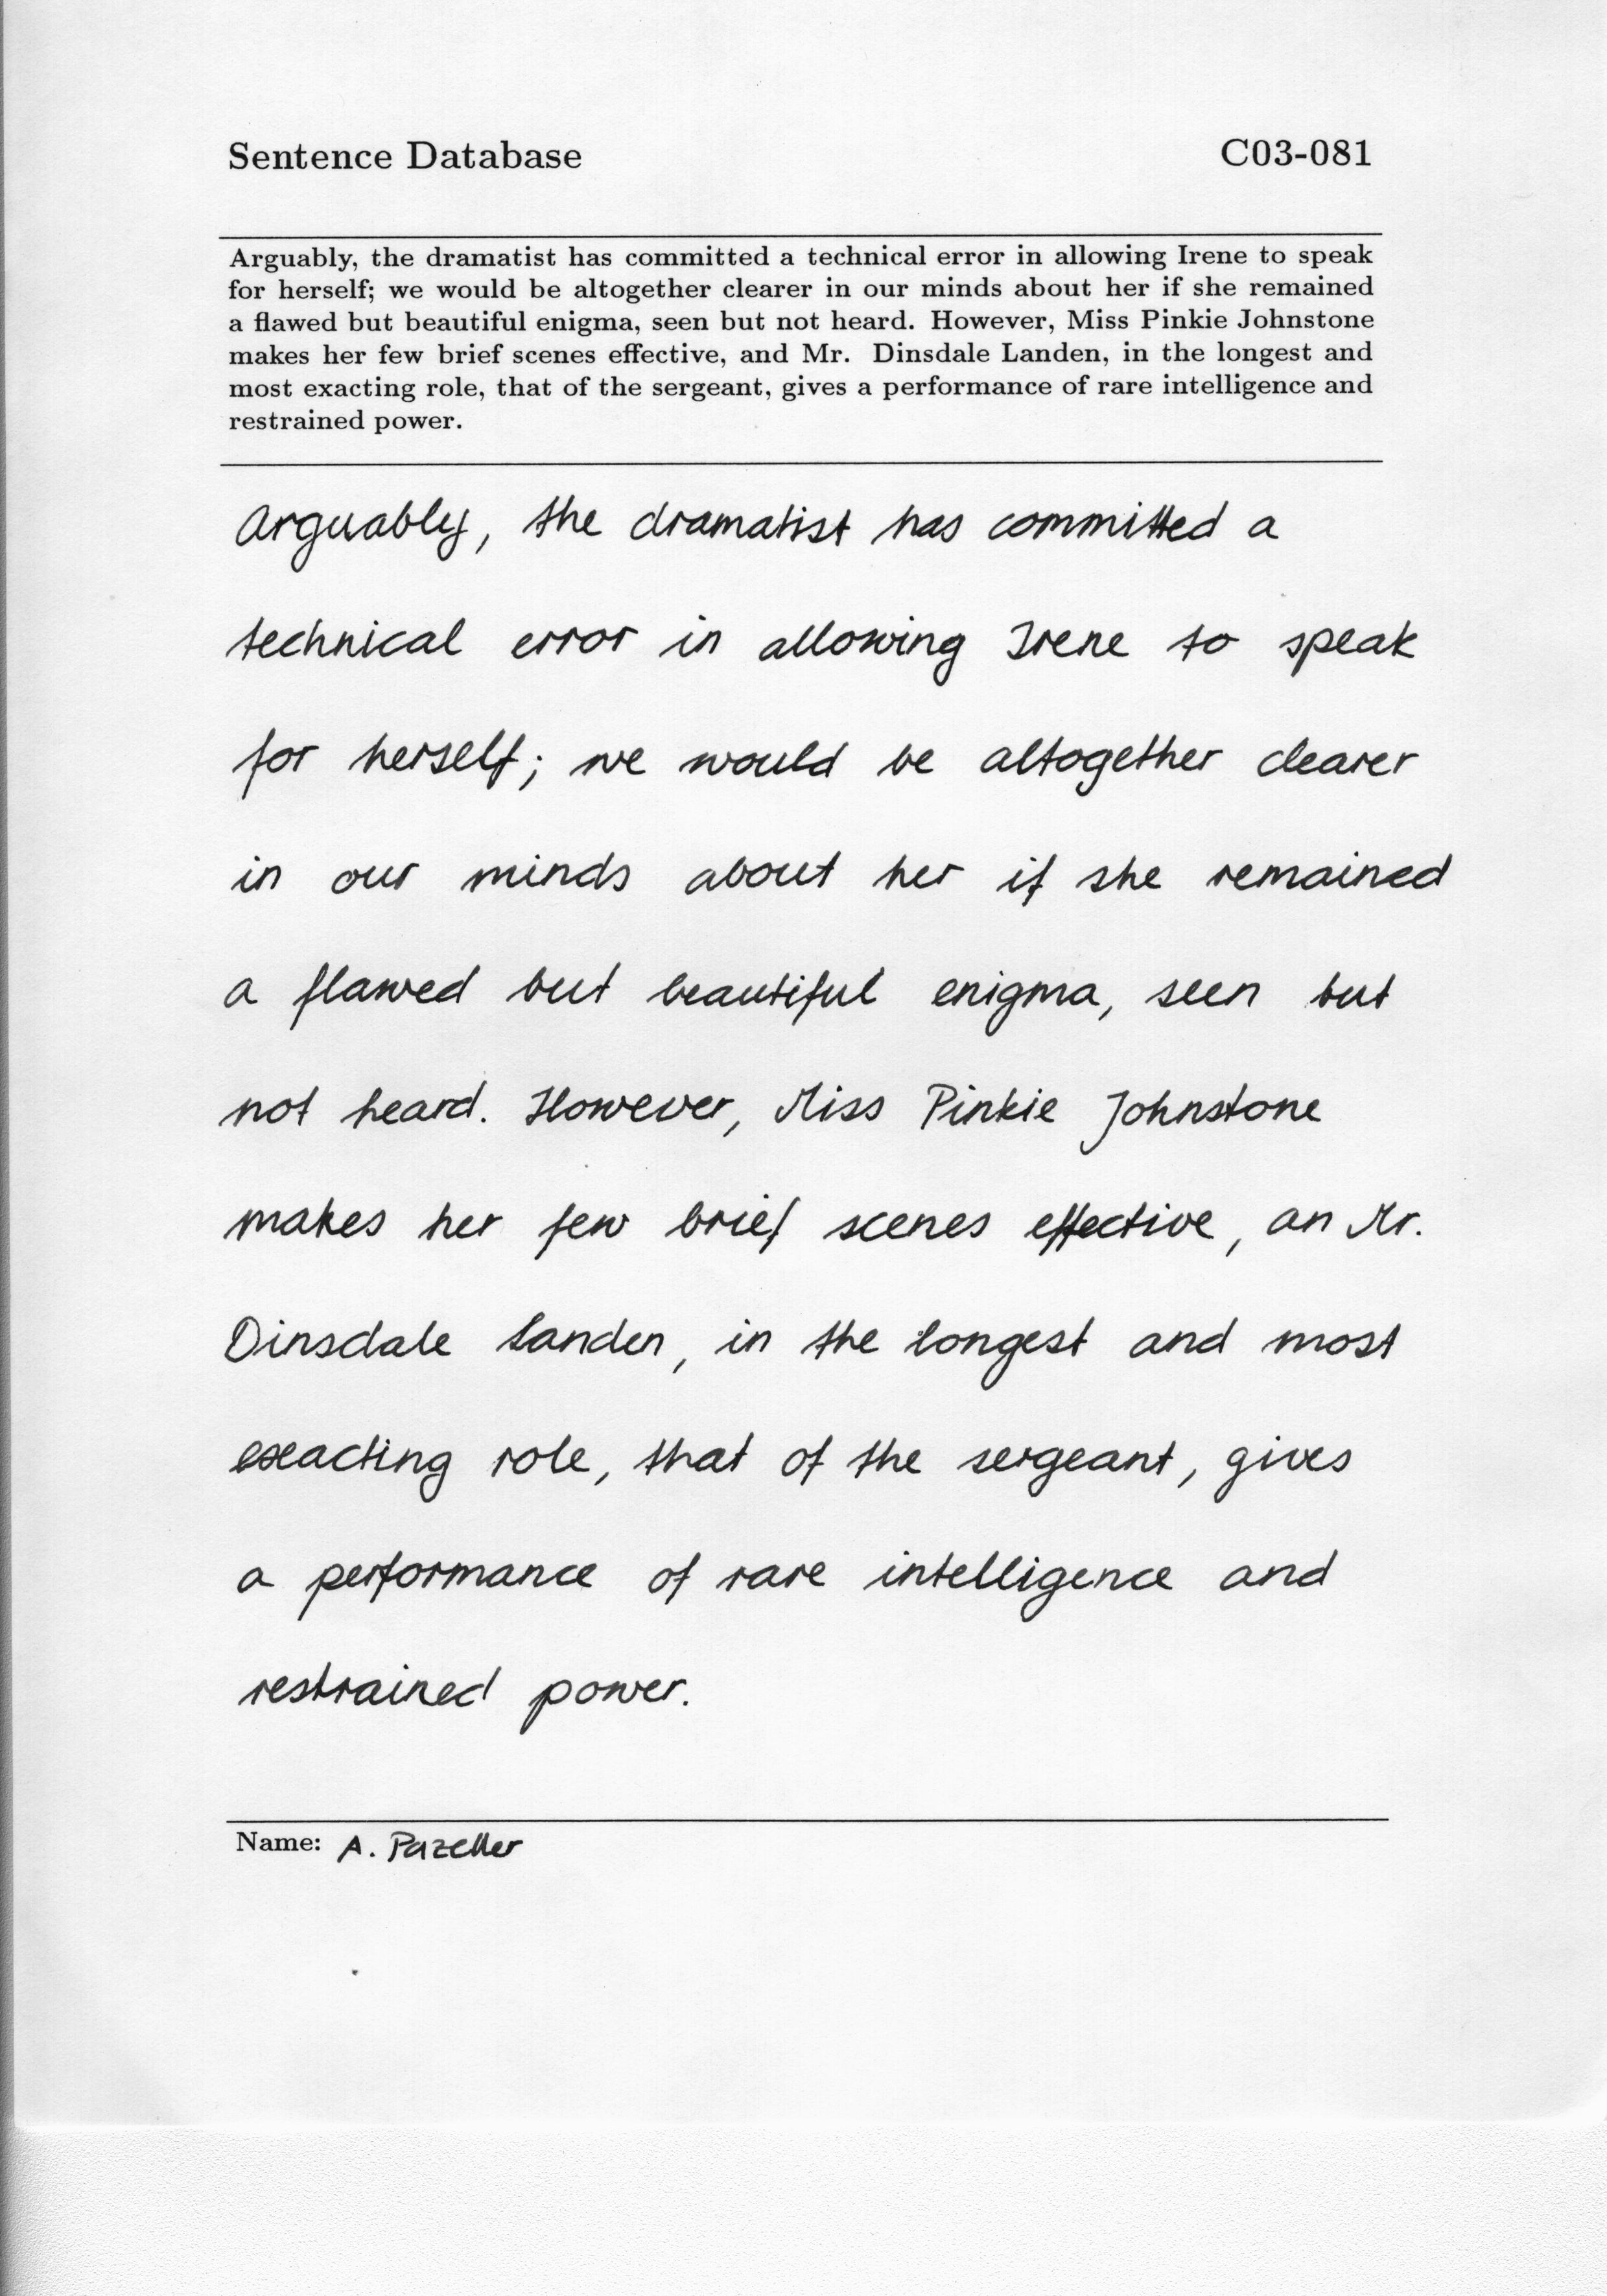 Sentence Database C03-081
Arguably, the dramatist has committed a technical error in allowing Irene to speak
for herself; we would be altogether clearer in our minds about her if she remained
a flawed but beautiful enigma, seen but not heard. However, Miss Pinkie Johnstone
makes her few brief scenes effective, and Mr. Dinsdale Landen, in the longest and
most exacting role, that of the sergeant, gives a performance of rare intelligence and
restrained power.
Arguably, the dramatist has committed a
technical error in allowing Irene to speak
for herself; we would be altogether clearer
in our minds about her if she remained
a flawed but beautiful enigma, seen but
not heard. However, Miss Pinkie Johnstone
makes her few brief scenes effective, an Mr.
Dinsdale Landen, in the longest and most
exacting role, that of the sergeant, gives
a performance of rare intelligence and
restrained power.
Name: A. Pazeller